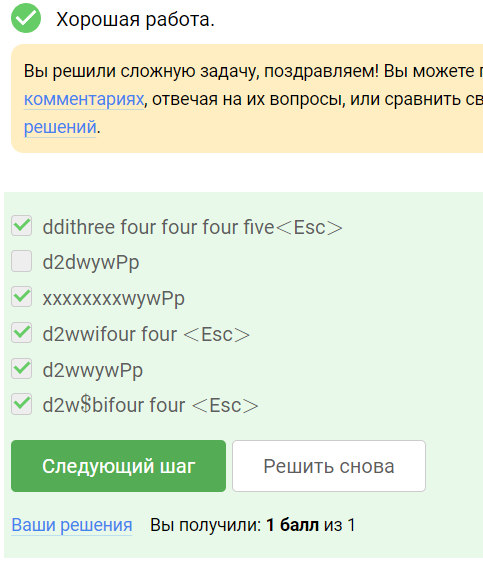 Хорошая работа.
Вы решили сложную задачу, поздравляем! Вы можете
комментариях, отвечая на их вопросы, или сравнить св
решений.
ddithree four four four five<Esc>
d2dwywPp
xxxxxxxxwywPp
d2wwifour four <Esc>
d2wwywPp
d2w$bifour four <Esc>
Следующий шаг
Решить снова
Ваши решения Вы получили: 1 балл из 1